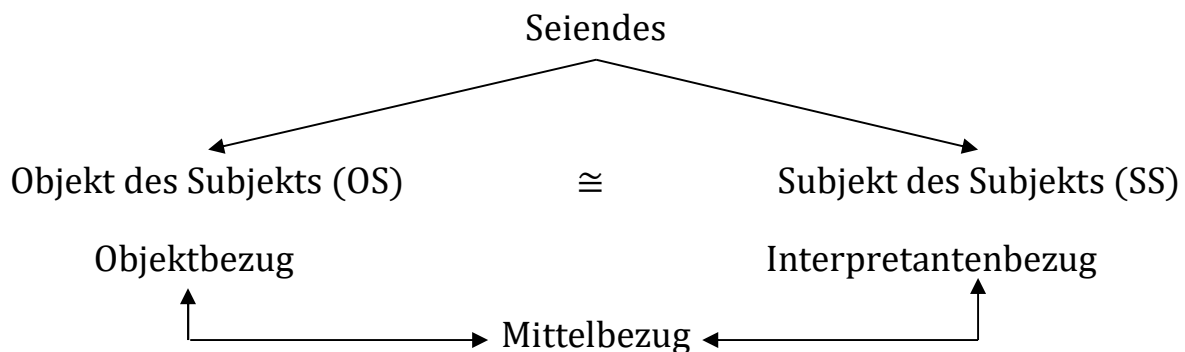 Seiendes
Objekt des Subjekts (OS) ≅ Subjekt des Subjekts (SS)
Objektbezug Interpretantenbezug
Mittelbezug